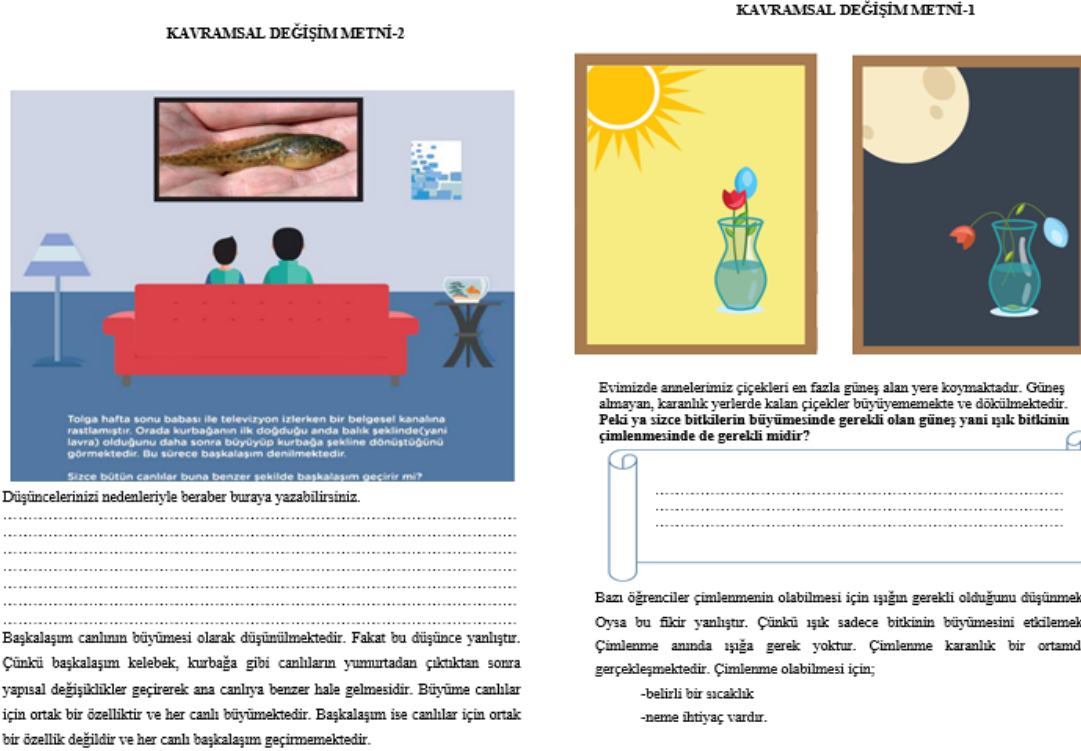 KAVRAMSAL DEĞİŞİM METNİ-2
Tolga hafta sonu babası ile televizyon izlerken bir belgesel kanalına
rastlamıştır. Orada kurbağanın ilk doğduğu anda balık şeklinde(yani
lavra) olduğunu daha sonra büyüyüp kurbağa şekline dönüştüğünü
görmektedir. Bu sürece başkalaşım denilmektedir.
Sizce bütün canlılar buna benzer şekilde başkalaşım geçirir mi?
Düşüncelerinizi nedenleriyle beraber buraya yazabilirsiniz.
Başkalaşım canlının büyümesi olarak düşünülmektedir. Fakat bu düşünce yanlıştır.
Çünkü başkalaşım kelebek, kurbağa gibi canlıların yumurtadan çıktıktan sonra
yapısal değişiklikler geçirerek ana canlıya benzer hale gelmesidir. Büyüme canlılar
için ortak bir özelliktir ve her canlı büyümektedir. Başkalaşım ise canlılar için ortak
bir özellik değildir ve her canlı başkalaşım geçirmemektedir.
KAVRAMSAL DEĞİŞİM METNİ-1
Evimizde annelerimiz çiçekleri en fazla güneş alan yere koymaktadır. Güneş
almayan, karanlık yerlerde kalan çiçekler büyüyememekte ve dökülmektedir.
Peki ya sizce bitkilerin büyümesinde gerekli olan güneş yani ışık bitkinin
çimlenmesinde de gerekli midir?
Bazı öğrenciler çimlenmenin olabilmesi için ışığın gerekli olduğunu düşünmek
Oysa bu fikir yanlıştır. Çünkü ışık sadece bitkinin büyümesini etkilemek
Çimlenme anında ışığa gerek yoktur. Çimlenme karanlık bir ortamd
gerçekleşmektedir. Çimlenme olabilmesi için;
-belirli bir sıcaklık
-neme ihtiyaç vardır.